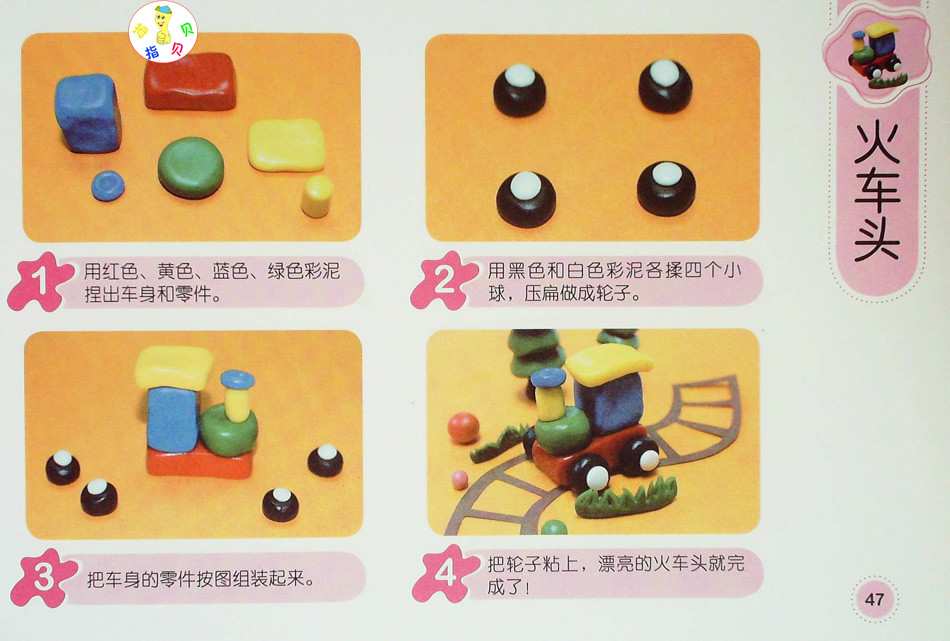 指贝贝
火车头
1
用红色、黄色、蓝色、绿色彩泥
捏出车身和零件。
2
用黑色和白色彩泥各揉四个小
球，压扁做成轮子。
3
把车身的零件按图组装起来。
4
把轮子粘上，漂亮的火车头就完
成了!
47